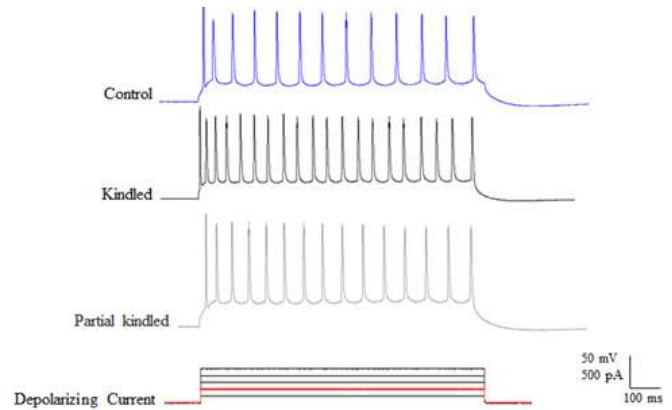 Control
Kindled
Partial kindled
Depolarizing Current
50 mV
500 pA
100 ms